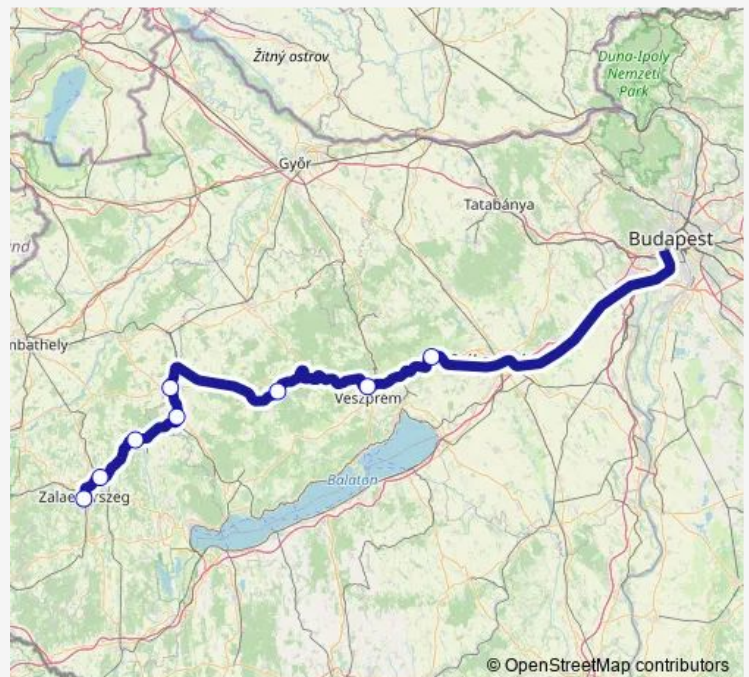 Žitný ostrov
Duna-Ipoly
Nemzeti
Park
Győr
Tatabánya
Budapest
Veszprém
Balaton
© OpenStreetMap contributors